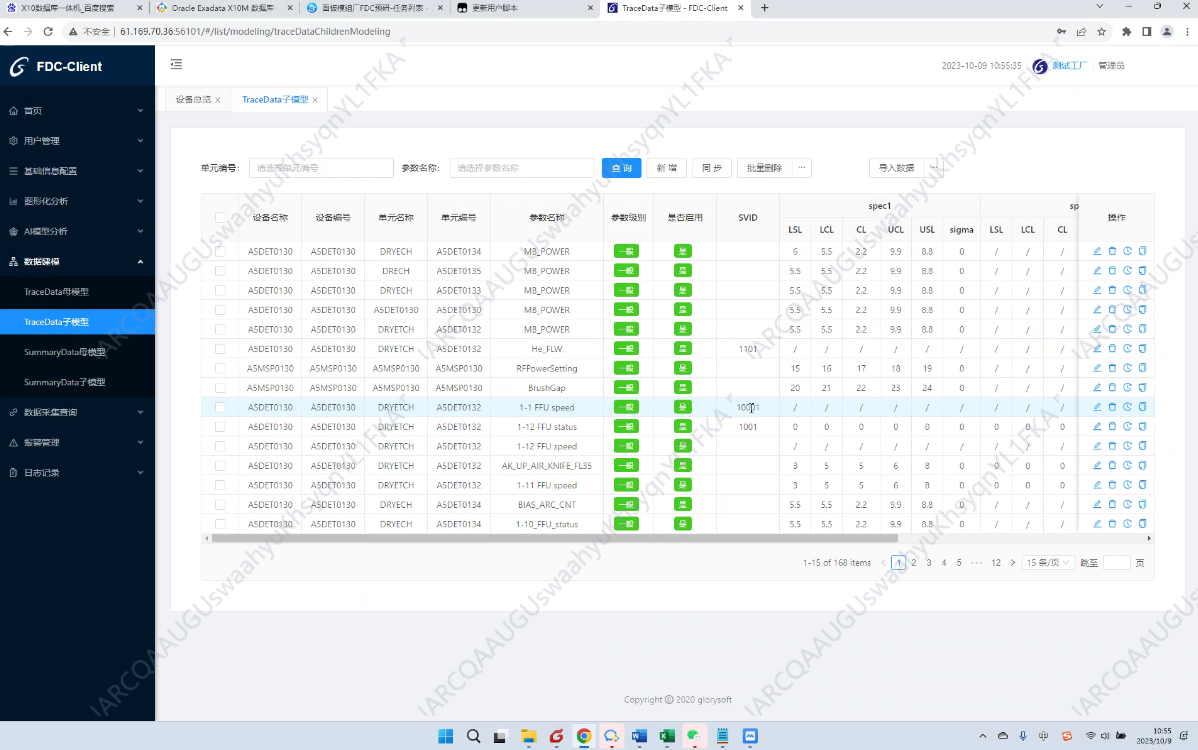 X10数据库一体机_百度搜索
Oracle Exadata X10M 数据库
面板模组厂FDC预研-任务列表 -
更新用户脚本
TraceData子模型 - FDC-Client
不安全 61.169.70.36:56101/#/list/modeling/traceDataChildrenModeling
FDC-Client
2023-10-09 10:55:35 测试工厂 管理员
首页
用户管理
基础信息配置
图形化分析
AI模型分析
数据建模
TraceData母模型
TraceData子模型
SummaryData母模型
SummaryData子模型
数据采集查询
报警管理
日志记录
设备总览 TraceData子模型
单元编号: 请选择单元编号 参数名称: 请选择参数名称 查 询 新 增 同 步 批量删除 ··· 导入数据 ···
设备名称 设备编号 单元名称 单元编号 参数名称 参数级别 是否启用 SVID spec1 sp 操作
LSL LCL CL UCL USL sigma LSL LCL CL
A5DET0130 A5DET0130 DRYECH A5DET0134 MB_POWER 一般 是 6 5.5 2.2 9.9 8.8 0 / / /
A5DET0130 A5DET0130 DRECH A5DET0135 MB_POWER 一般 是 5.5 5.5 2.2 9.9 8.8 0 / / /
A5DET0130 A5DET0130 DRYECH A5DET0133 MB_POWER 一般 是 5.5 5.5 2.2 9.9 8.8 0 / / /
A5DET0130 A5DET0130 A5DET0130 A5DET0130 MB_POWER 一般 是 5.5 5.5 2.2 9.9 8.8 0 / / /
A5DET0130 A5DET0130 DRYETCH A5DET0132 MB_POWER 一般 是 5.5 5.5 2.2 9.9 8.8 0 / / /
A5DET0130 A5DET0130 DRYETCH A5DET0132 He_FLW 一般 是 1101 / / / / / / / / /
A5MSP0130 A5MSP0130 A5MSP0130 A5MSP0130 RFPowerSetting 一般 是 15 16 17 18 19 0 / / /
A5MSP0130 A5MSP0130 A5MSP0130 A5MSP0130 BrushGap 一般 是 20 21 22 23 24 0 / / /
A5DET0130 A5DET0130 DRYETCH A5DET0132 1-1 FFU speed 一般 是 10001 / / / / / / / / /
A5DET0130 A5DET0130 DRYETCH A5DET0132 1-12 FFU status 一般 是 1001 0 0 0 0 0 0 0 0 0
A5DET0130 A5DET0130 DRYETCH A5DET0132 1-12 FFU speed 一般 是 / / / / / / / / /
A5DET0130 A5DET0130 DRYETCH A5DET0132 AK_UP_AIR_KNIFE_FL35 一般 是 3 5 5 6 8 0 0 0 0
A5DET0130 A5DET0130 DRYETCH A5DET0132 1-11 FFU speed 一般 是 3 5 5 6 8 0 0 0 0
A5DET0130 A5DET0130 DRYECH A5DET0134 BIAS_ARC_CNT 一般 是 5.5 5.5 2.2 9.9 8.8 0 / / /
A5DET0130 A5DET0130 DRYECH A5DET0134 1-10_FFU_status 一般 是 5.5 5.5 2.2 9.9 8.8 0 / / /
1-15 of 168 items 1 2 3 4 5 ··· 12 15 条/页 跳至 页
Copyright © 2020 glorysoft
中 10:55
2023/10/9